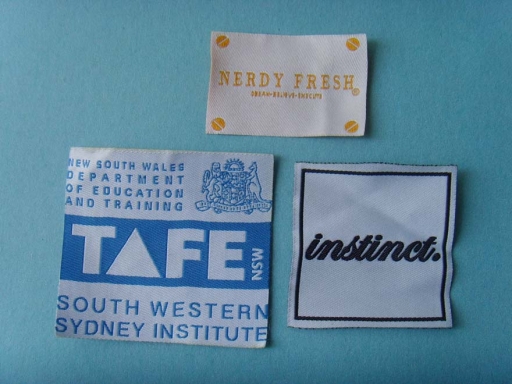 NERDY FRESH
®
NEW SOUTH WALES
DEPARTMENT
OF EDUCATION
AND TRAINING
TAFE
NSW
SOUTH WESTERN
SYDNEY INSTITUTE
instinct.